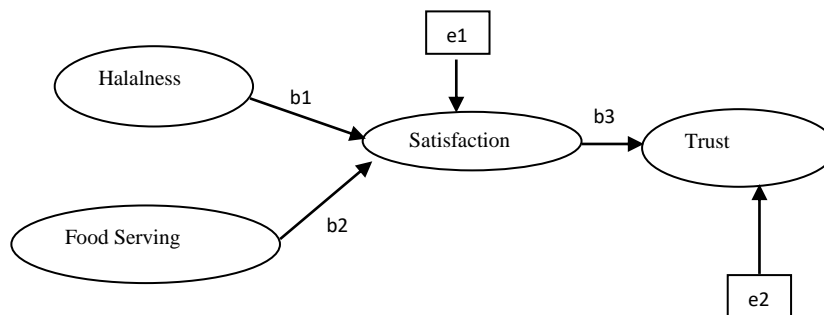 e1
Halalness
b1
b3
Satisfaction
Trust
b2
Food Serving
e2